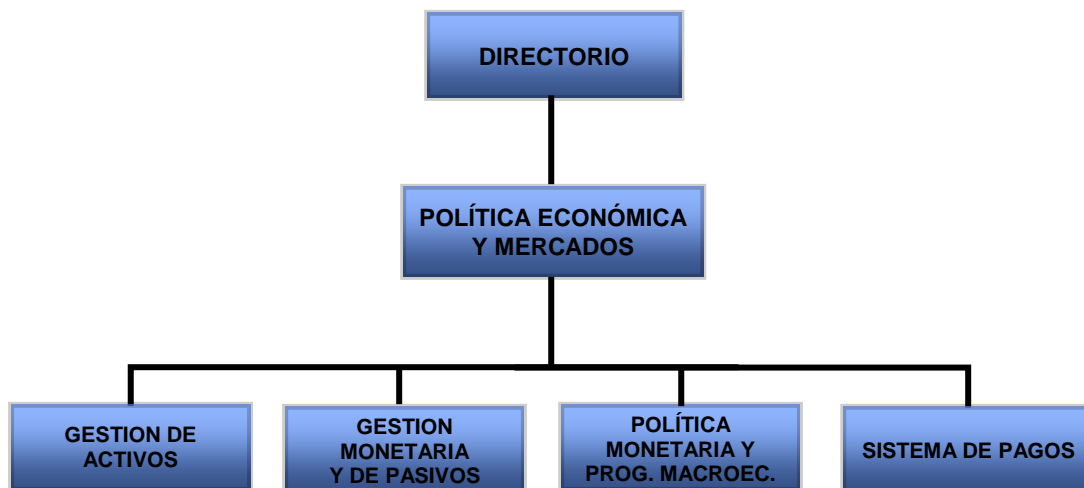 DIRECTORIO
POLÍTICA ECONÓMICA
Y MERCADOS
GESTION DE
ACTIVOS
GESTION
MONETARIA
Y DE PASIVOS
POLÍTICA
MONETARIA Y
PROG. MACROEC.
SISTEMA DE PAGOS